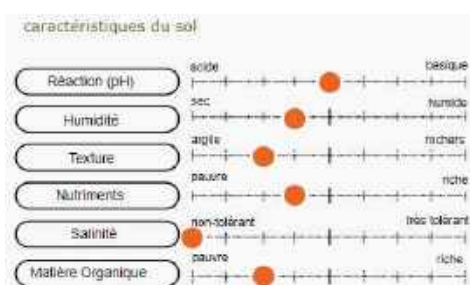 caractéristiques du sol
Réaction (pH) acide basique
Humidité sec humide
Texture argile rochers
Nutriments pauvre riche
Salinité non-tolérant très tolérant
Matière Organique pauvre riche